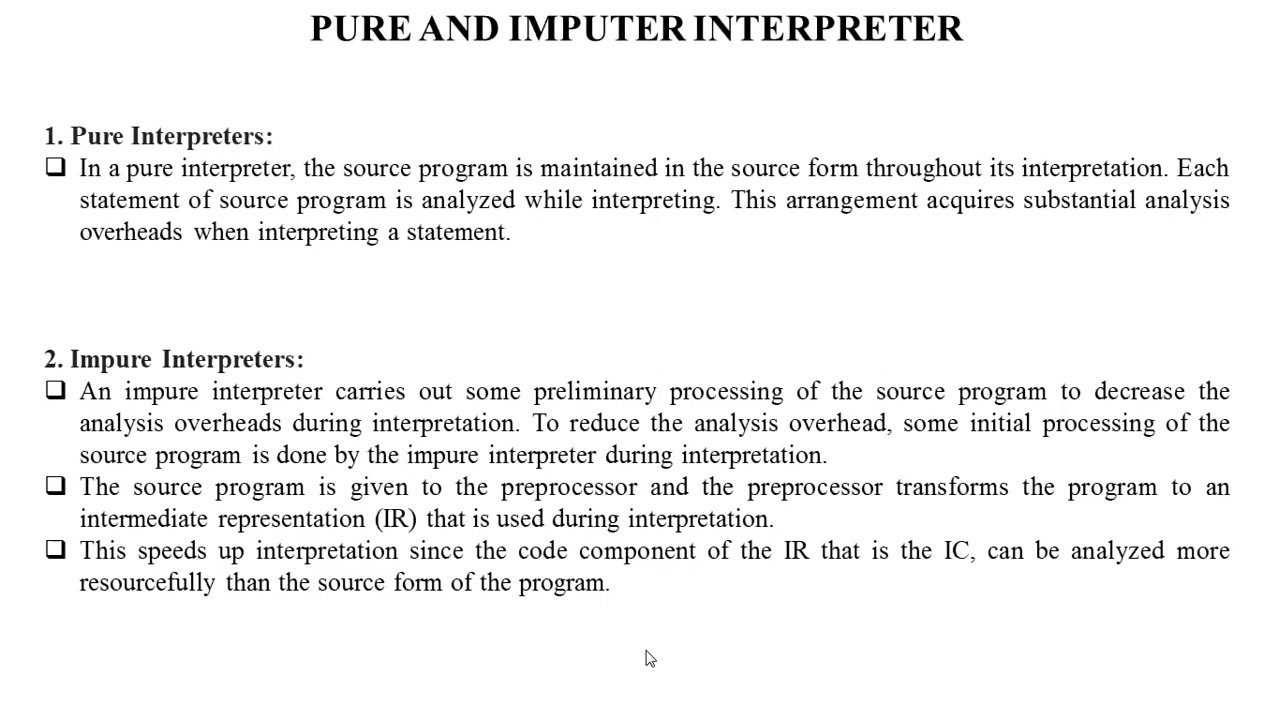 PURE AND IMPUTER INTERPRETER
1. Pure Interpreters:
❑ In a pure interpreter, the source program is maintained in the source form throughout its interpretation. Each
statement of source program is analyzed while interpreting. This arrangement acquires substantial analysis
overheads when interpreting a statement.
2. Impure Interpreters:
❑ An impure interpreter carries out some preliminary processing of the source program to decrease the
analysis overheads during interpretation. To reduce the analysis overhead, some initial processing of the
source program is done by the impure interpreter during interpretation.
❑ The source program is given to the preprocessor and the preprocessor transforms the program to an
intermediate representation (IR) that is used during interpretation.
❑ This speeds up interpretation since the code component of the IR that is the IC, can be analyzed more
resourcefully than the source form of the program.